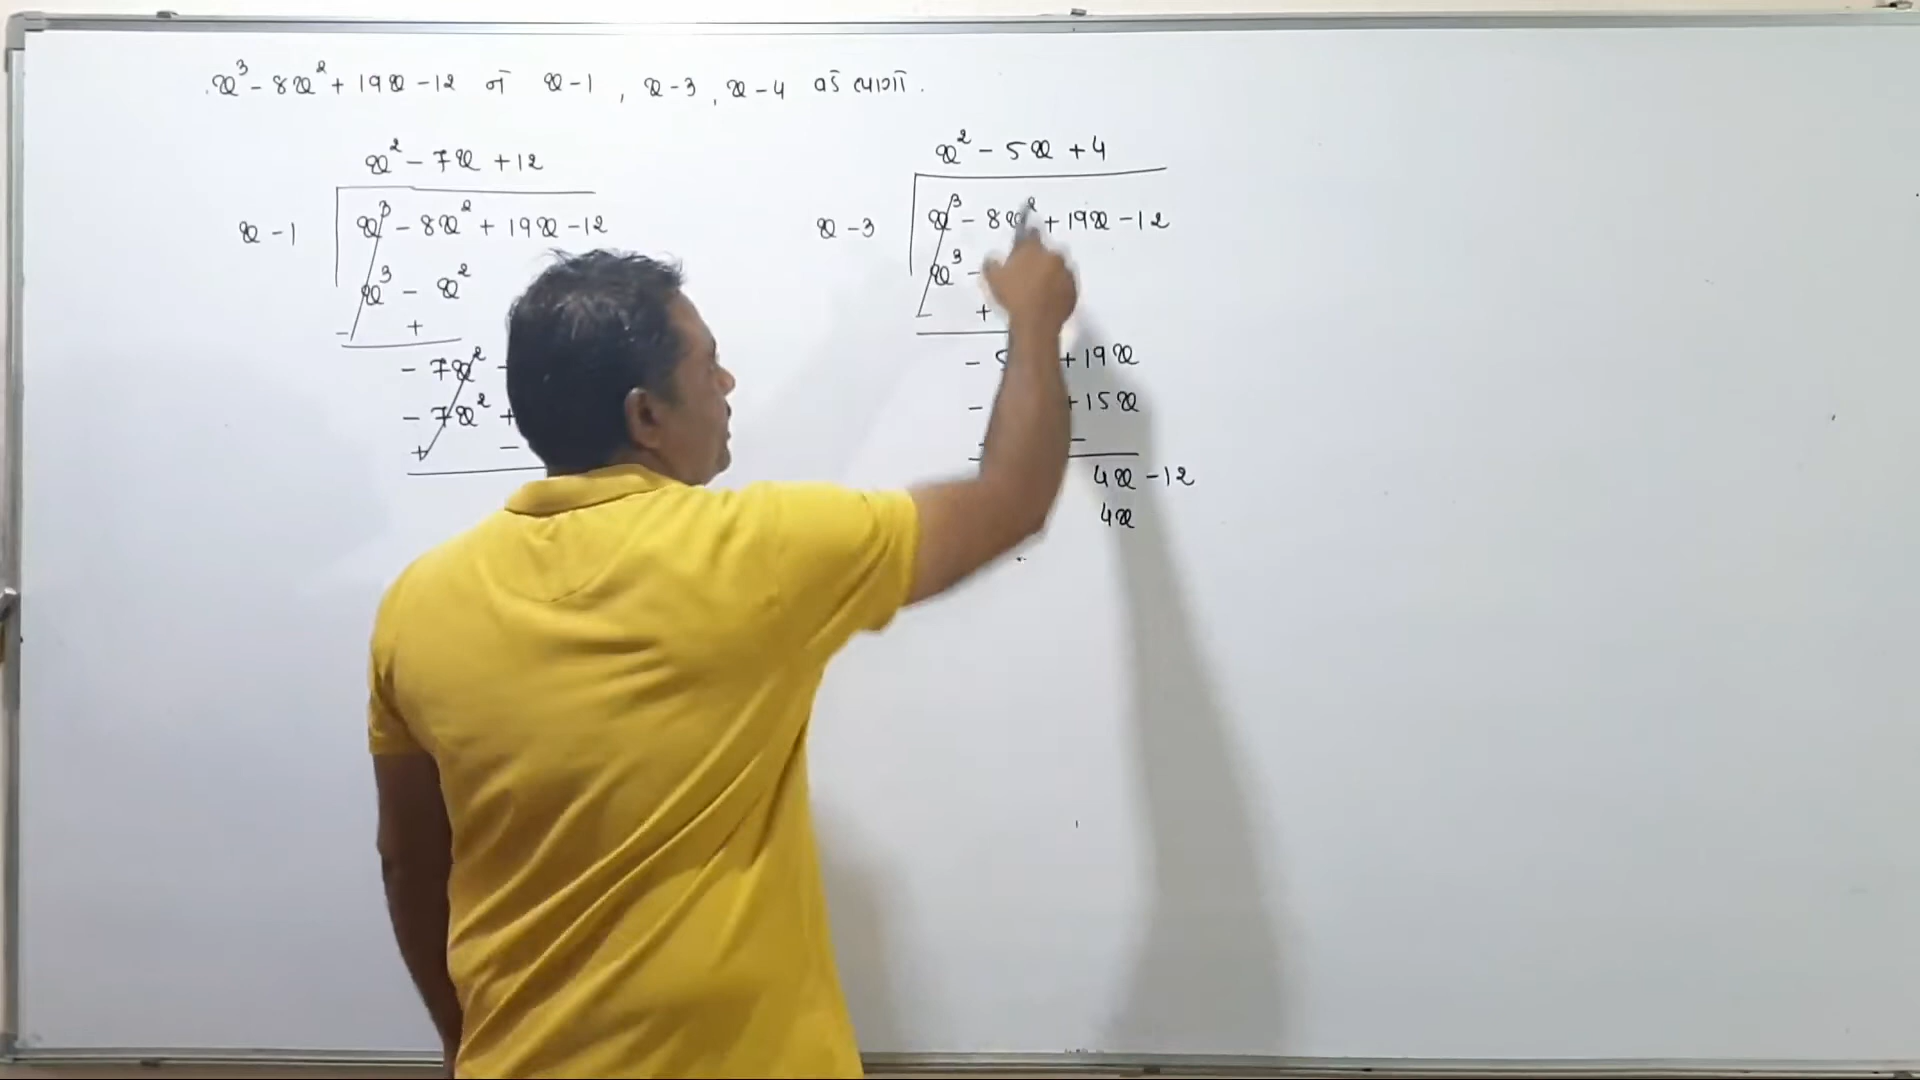 x³ - 8x² + 19x - 12 ને x - 1 , x - 3 , x - 4 વડે ભાગો .
x² - 7x + 12
x - 1
x³ - 8x² + 19x - 12
x³ - x²
- +
- 7x² -
- 7x² +
+ -
x² - 5x + 4
x - 3
x³ - 8x² + 19x - 12
x³ -
- +
- 5 + 19x
- + 15x
-
4x - 12
4x